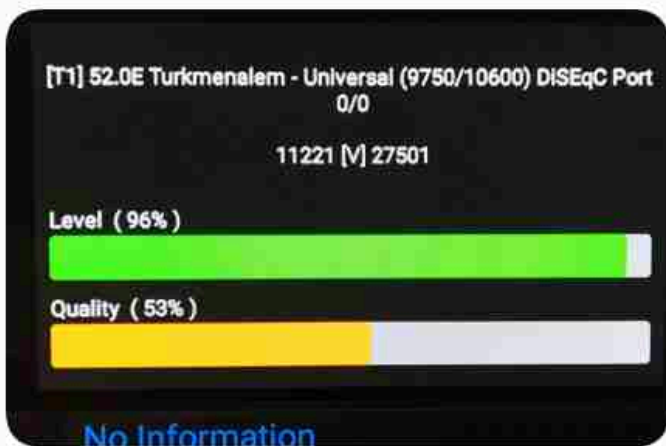 [T1] 52.0E Turkmenalem - Universal (9750/10600) DiSEqC Port
0/0
11221 [V] 27501
Level ( 96% )
Quality ( 53% )
No Information